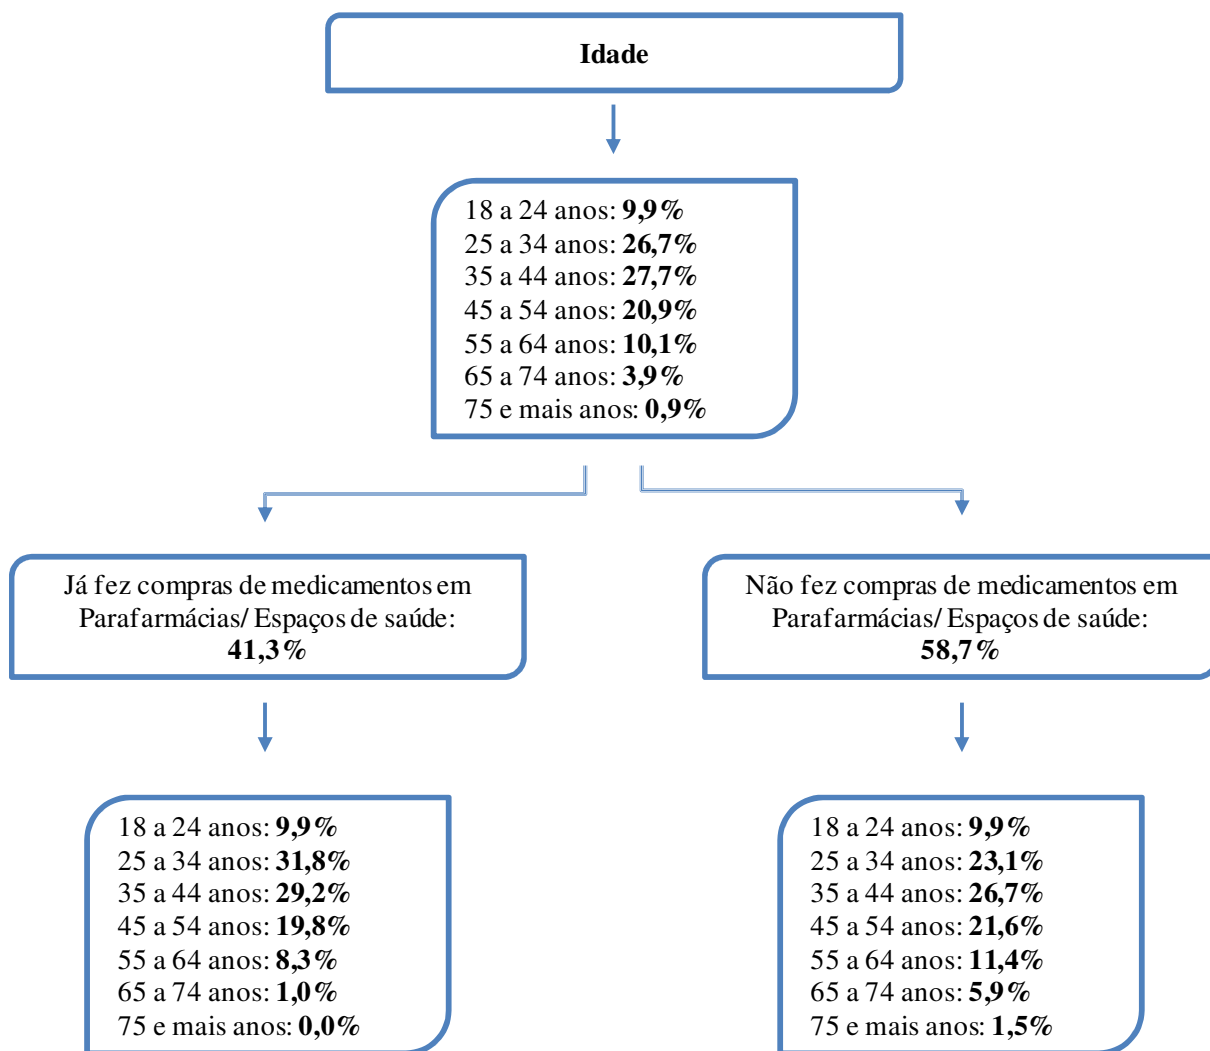 Idade
18 a 24 anos: 9,9%
25 a 34 anos: 26,7%
35 a 44 anos: 27,7%
45 a 54 anos: 20,9%
55 a 64 anos: 10,1%
65 a 74 anos: 3,9%
75 e mais anos: 0,9%
Já fez compras de medicamentos em
Parafarmácias/ Espaços de saúde:
41,3%
Não fez compras de medicamentos em
Parafarmácias/ Espaços de saúde:
58,7%
18 a 24 anos: 9,9%
25 a 34 anos: 31,8%
35 a 44 anos: 29,2%
45 a 54 anos: 19,8%
55 a 64 anos: 8,3%
65 a 74 anos: 1,0%
75 e mais anos: 0,0%
18 a 24 anos: 9,9%
25 a 34 anos: 23,1%
35 a 44 anos: 26,7%
45 a 54 anos: 21,6%
55 a 64 anos: 11,4%
65 a 74 anos: 5,9%
75 e mais anos: 1,5%